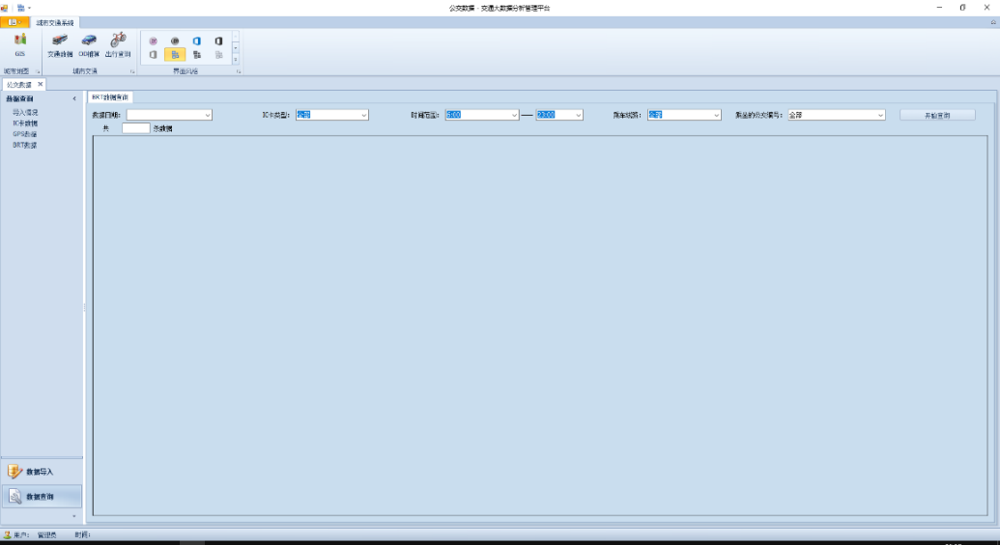 公交数据 - 交通大数据分析管理平台
城市交通系统
GIS 交通数据 OD推算 出行查询
城市地图 城市交通 界面风格
公交数据
数据查询
BRT数据查询
导入情况
IC卡数据
GPS数据
BRT数据
数据日期: IC卡类型: 全部 时间范围: 6:00 — 23:00 乘车线路: 全部 乘坐的公交编号: 全部 开始查询
共 条数据
数据导入
数据查询
用户: 管理员 时间: